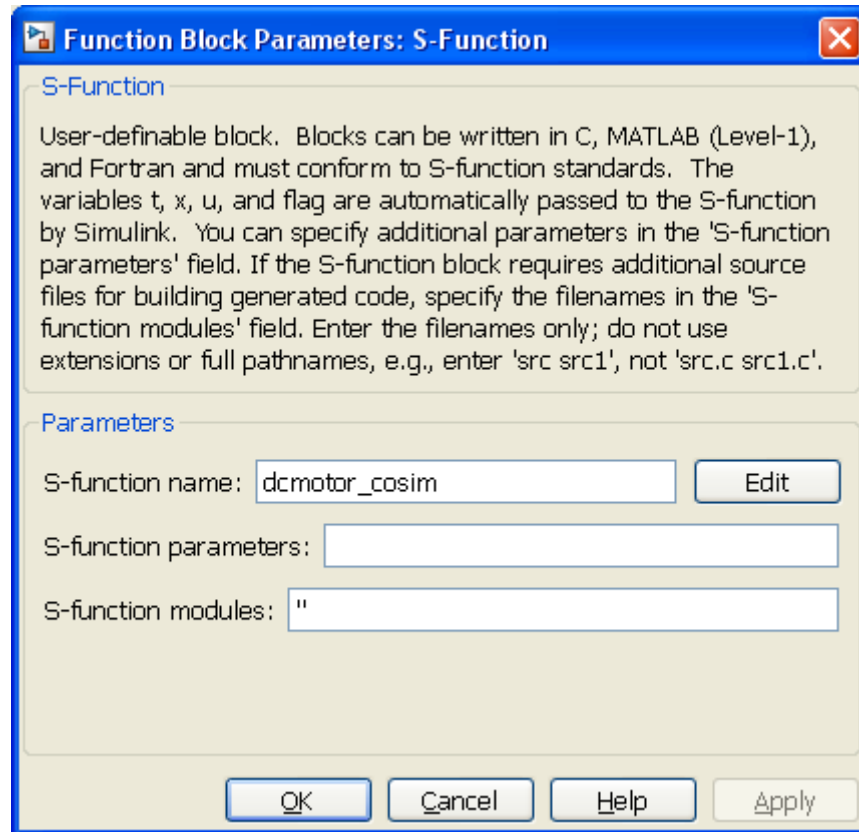 Function Block Parameters: S-Function
S-Function
User-definable block.  Blocks can be written in C, MATLAB (Level-1),
and Fortran and must conform to S-function standards.  The
variables t, x, u, and flag are automatically passed to the S-function
by Simulink.  You can specify additional parameters in the 'S-function
parameters' field. If the S-function block requires additional source
files for building generated code, specify the filenames in the 'S-
function modules' field. Enter the filenames only; do not use
extensions or full pathnames, e.g., enter 'src src1', not 'src.c src1.c'.
Parameters
S-function name: dcmotor_cosim Edit
S-function parameters:
S-function modules: ''
OK Cancel Help Apply